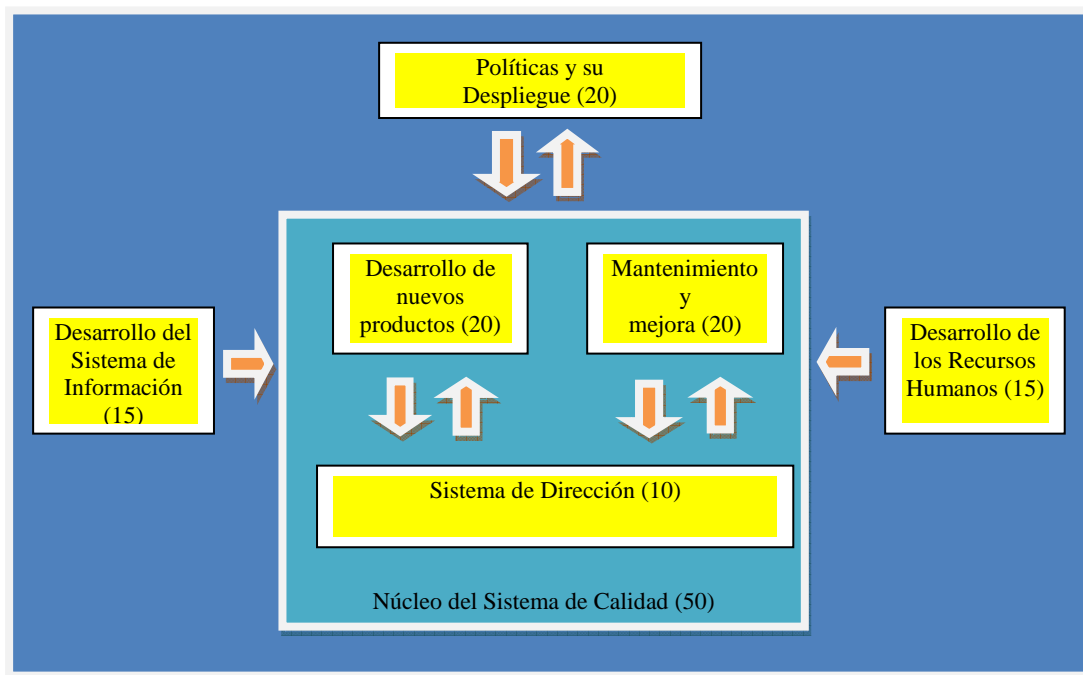 Políticas y su
Despliegue (20)
Desarrollo de
nuevos
productos (20)
Mantenimiento
y
mejora (20)
Desarrollo del
Sistema de
Información
(15)
Desarrollo de
los Recursos
Humanos (15)
Sistema de Dirección (10)
Núcleo del Sistema de Calidad (50)